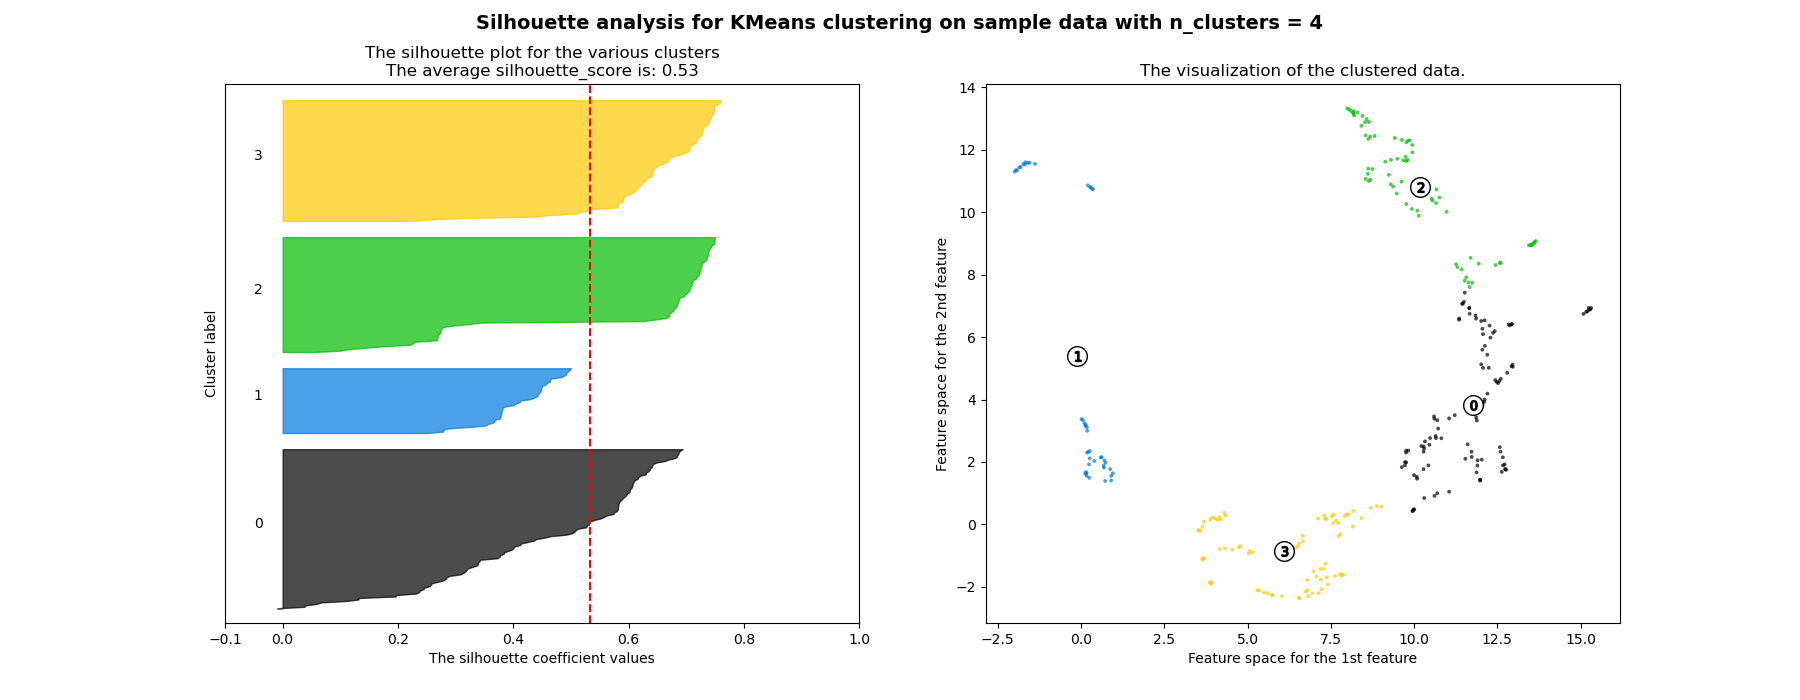 Silhouette analysis for KMeans clustering on sample data with n_clusters = 4
The silhouette plot for the various clusters
The average silhouette_score is: 0.53
Cluster label
3
2
1
0
−0.1 0.0 0.2 0.4 0.6 0.8 1.0
The silhouette coefficient values
The visualization of the clustered data.
Feature space for the 2nd feature
14
12
10
8
6
4
2
0
−2
2
1
0
3
−2.5 0.0 2.5 5.0 7.5 10.0 12.5 15.0
Feature space for the 1st feature